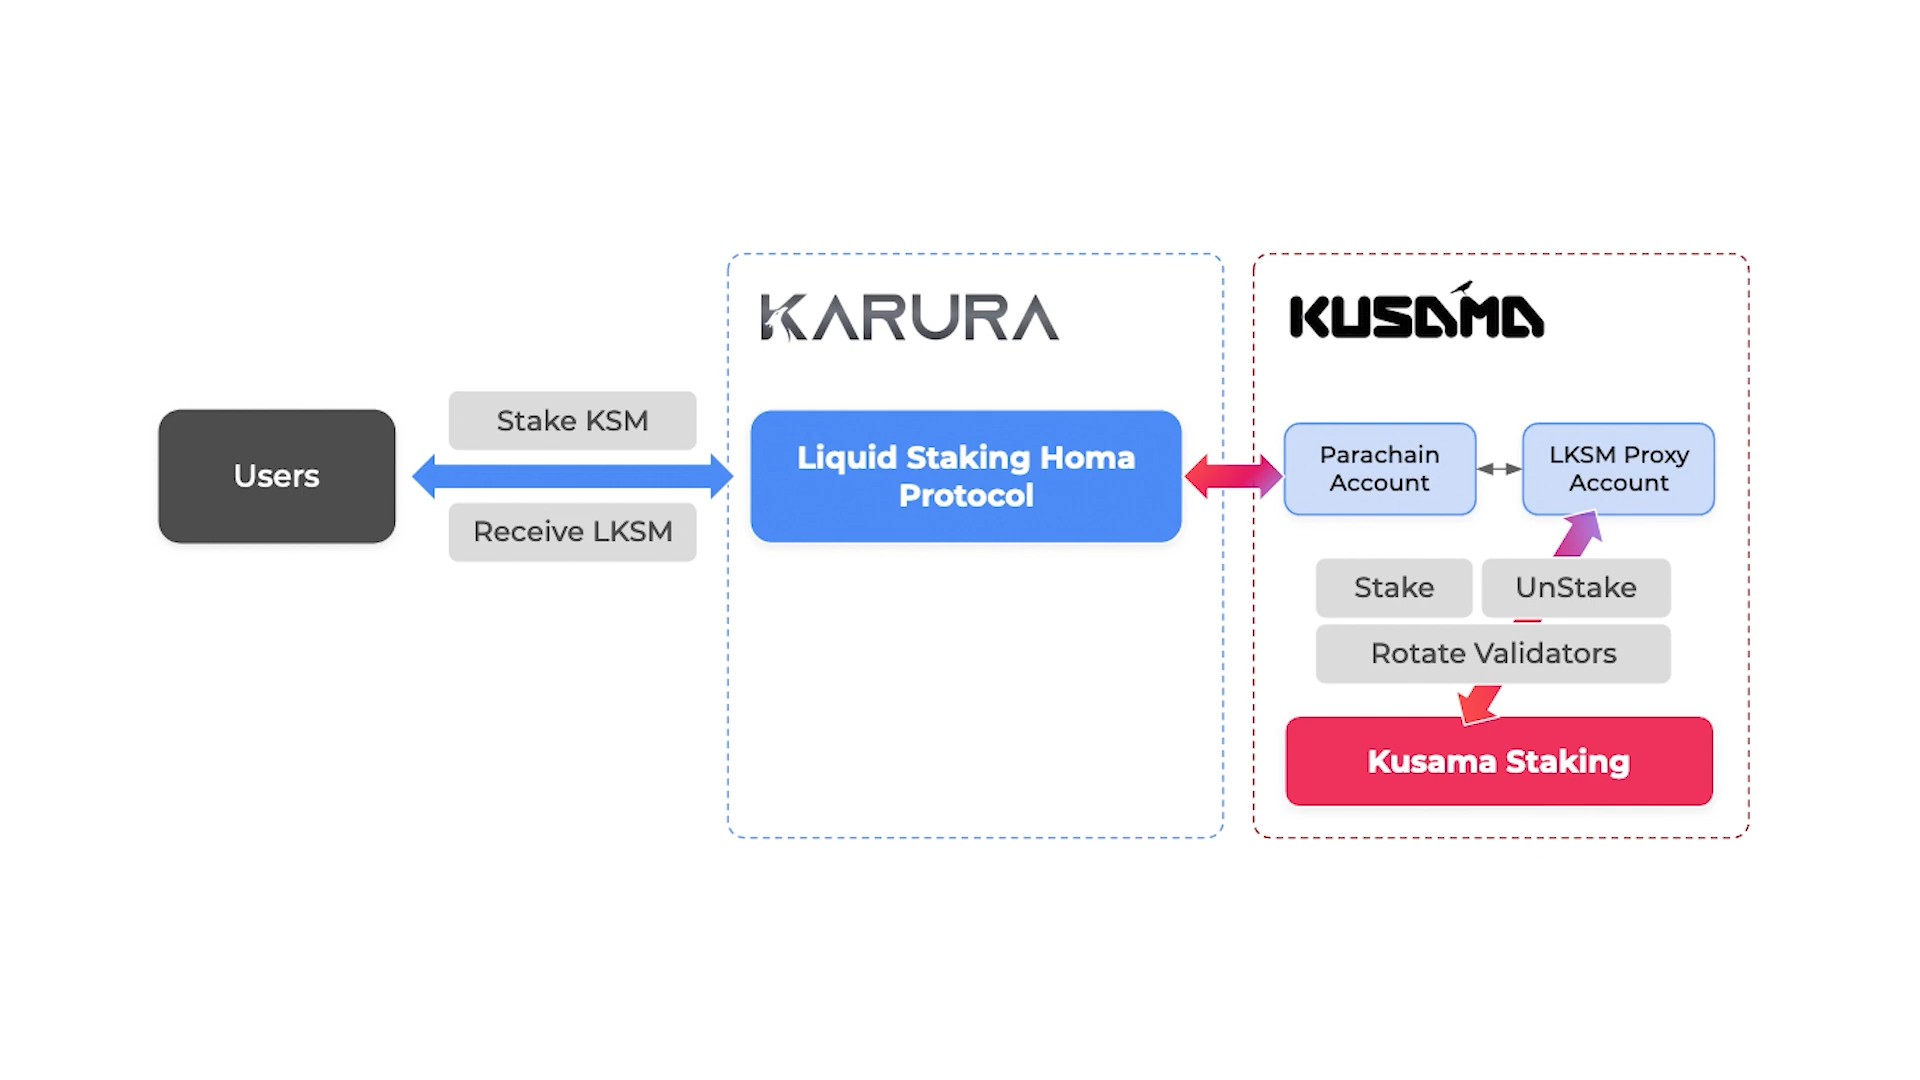 KARURA
KUSAMA
Users
Stake KSM
Receive LKSM
Liquid Staking Homa
Protocol
Parachain
Account
LKSM Proxy
Account
Stake
UnStake
Rotate Validators
Kusama Staking